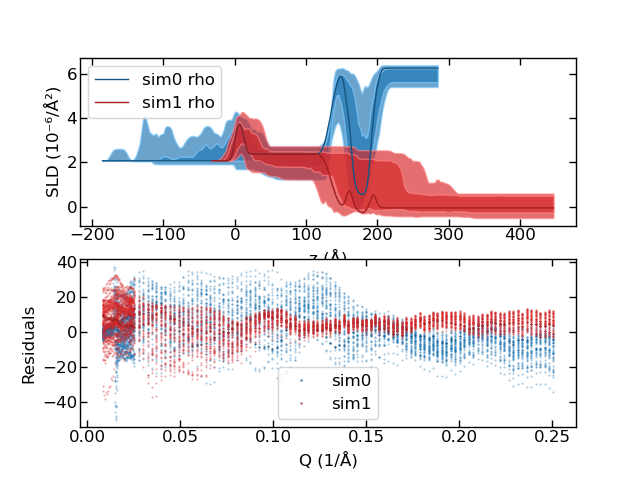 6
4
2
0
SLD (10⁻⁶/Å²)
sim0 rho
sim1 rho
−200
−100
0
100
200
300
400
z (Å)
40
20
0
−20
−40
Residuals
sim0
sim1
0.00
0.05
0.10
0.15
0.20
0.25
Q (1/Å)